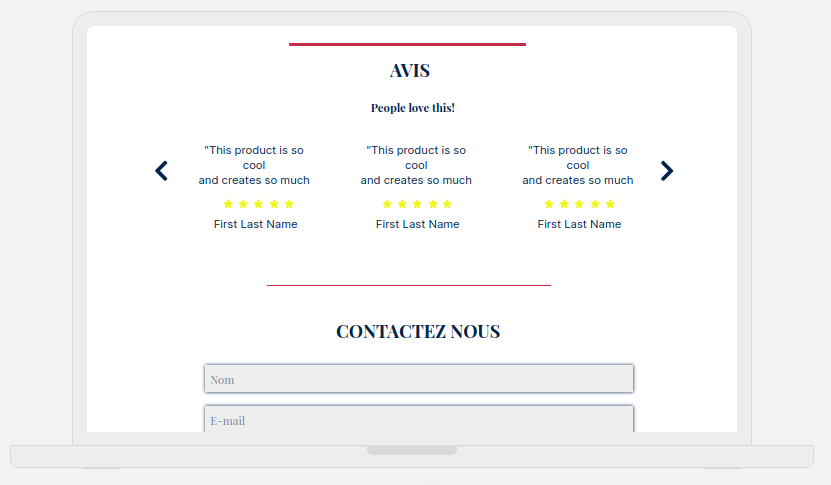 AVIS
People love this!
"This product is so
cool
and creates so much
First Last Name
"This product is so
cool
and creates so much
First Last Name
"This product is so
cool
and creates so much
First Last Name
CONTACTEZ NOUS
Nom
E-mail